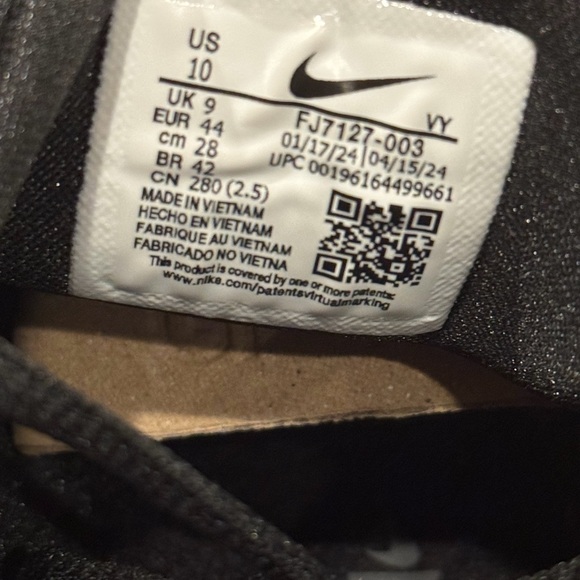 US
10
UK 9
EUR 44
cm 28
BR 42
CN 280 (2.5)
VY
FJ7127-003
01/17/24 | 04/15/24
UPC 00196164499661
MADE IN VIETNAM
HECHO EN VIETNAM
FABRIQUE AU VIETNAM
FABRICADO NO VIETNA
This product is covered by one or more patents:
www.nike.com/patentsvirtualmarking